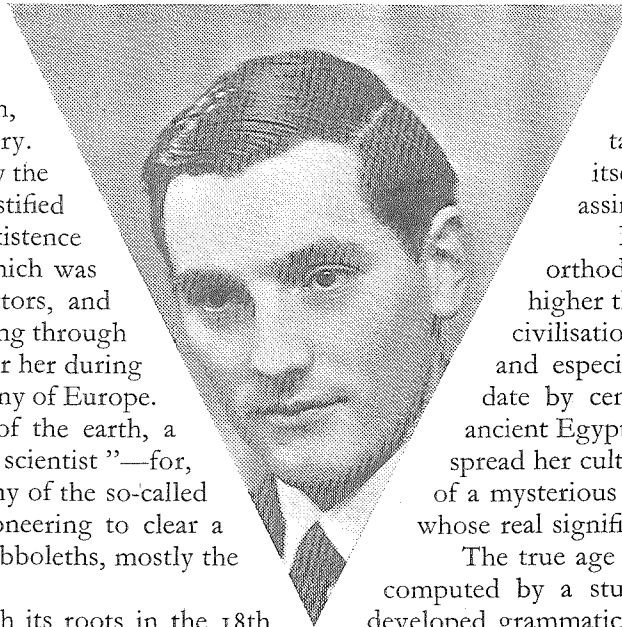 n,
ry.
y the
stified
istence
hich was
tors, and
ng through
r her during
ny of Europe.
of the earth, a
scientist ”—for,
ny of the so-called
oneering to clear a
bboleths, mostly the
h its roots in the 18th
ta
itse
assi
orthod
higher th
civilisatio
and especi
date by cen
ancient Egypt
spread her cult
of a mysterious
whose real signifi
The true age
computed by a stu
developed grammatic